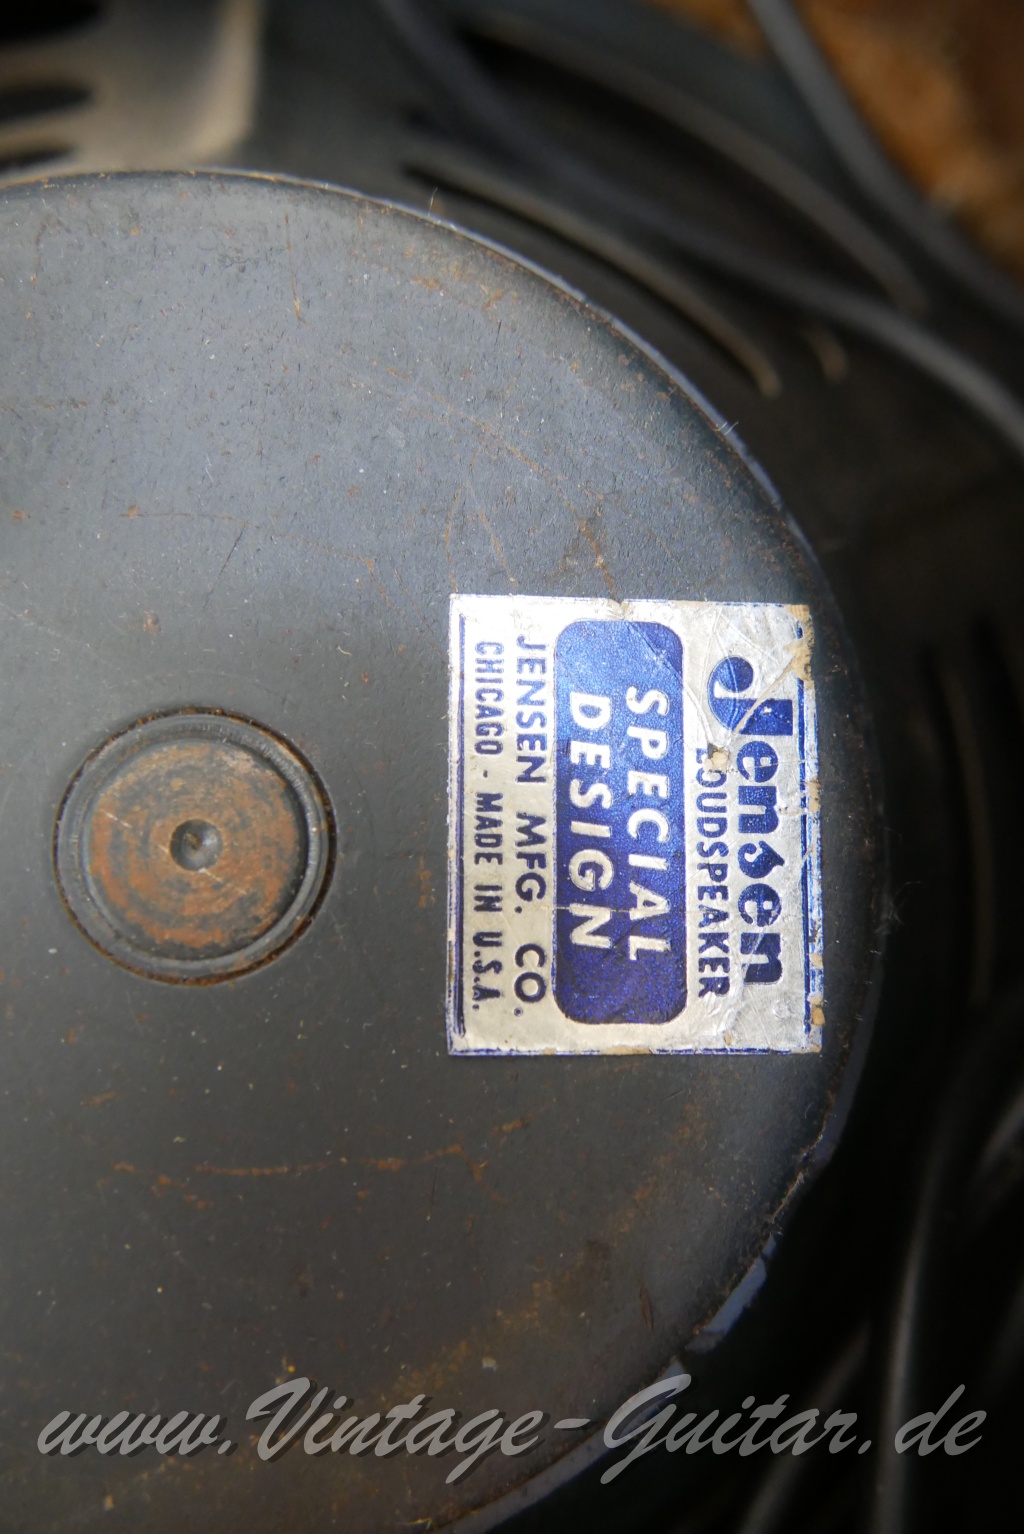 Jensen
LOUDSPEAKER
SPECIAL
DESIGN
JENSEN MFG. CO.
CHICAGO - MADE IN U.S.A.
www.Vintage-Guitar.de